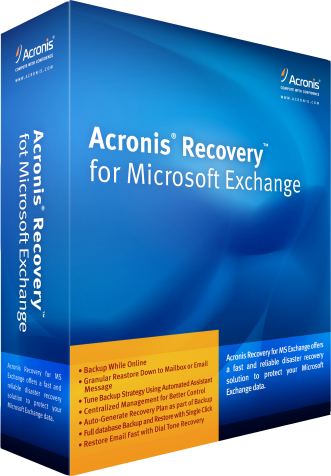 Acronis
COMPUTE WITH CONFIDENCE
WWW.ACRONIS.COM
Acronis® Recovery™
fot Microsoft Exchange
Acronis Recovery for MS
Exchange offers a fast and
reliable disaster recovery
solution to protect your
Microsoft Exchange data.
Acronis
COMPUTE WITH CONFIDENCE
WWW.ACRONIS.COM
Acronis® Recovery™
for Microsoft Exchange
• Backup While Online
• Granular Reastore Down to Mailbox or Email
Message
• Tune Backup Strategy Using Automated Assistant
• Centralized Management for Better Control
• Auto-Generate Recovery Plan as part of Backup
• Full database Backup and Restore with Single Click
• Restore Email Fast with Dial Tone Recovery
Acronis Recovery for MS Exchange offers
a fast and reliable disaster recovery
solution to protect your Microsoft
Exchange data.